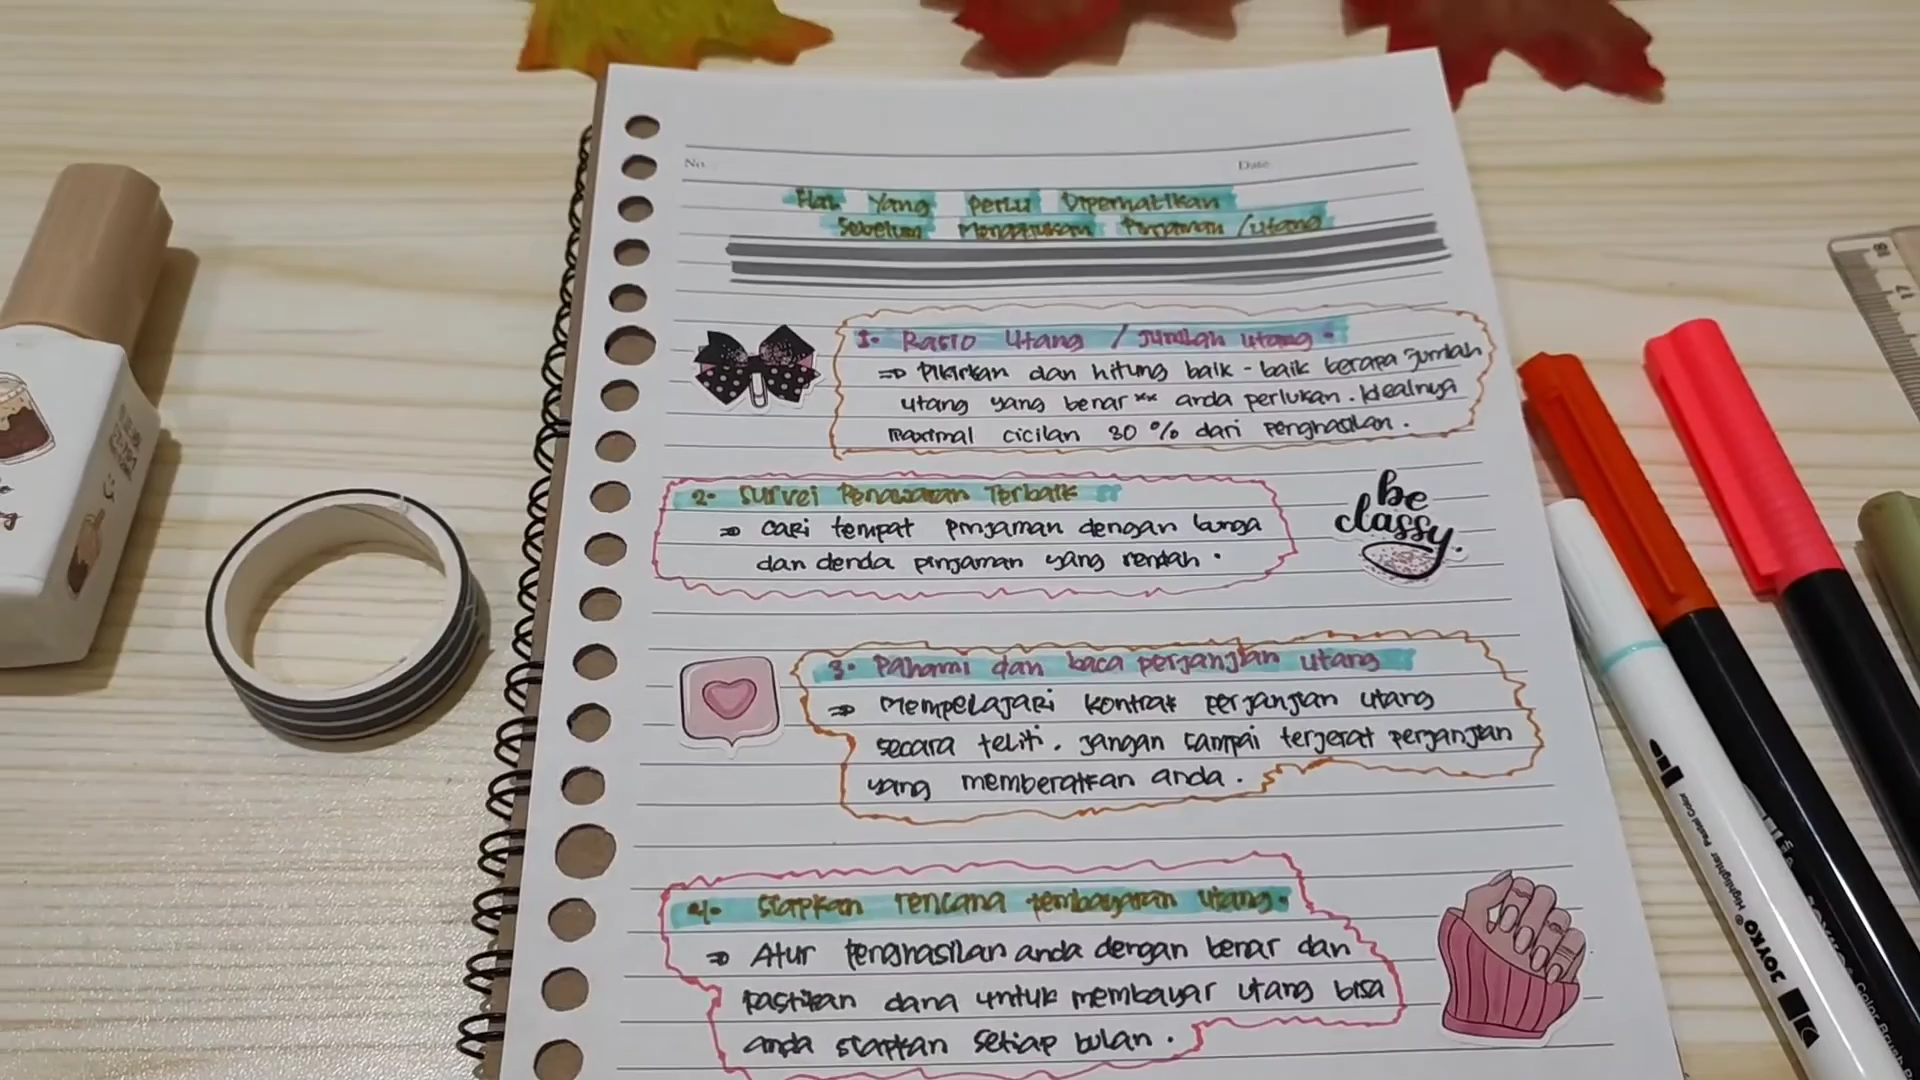 No.
Date
Hal Yang Perlu Diperhatikan
Sebelum Mengajukan Pinjaman / utang
1. Rasio Utang / Jumlah utang.
=> Pikirkan dan hitung baik - baik berapa jumlah
utang yang benar xx anda perlukan. Idealnya
maximal cicilan 30 % dari penghasilan.
2. Survei Penawaran Terbaik
=> Cari tempat pinjaman dengan bunga
dan denda pinjaman yang rendah.
be
classy.
3. Pahami dan baca perjanjian utang
=> Mempelajari kontrak perjanjian utang
secara teliti. jangan sampai terjerat perjanjian
yang memberatkan anda.
4. Siapkan rencana pembayaran utang.
=> Atur penghasilan anda dengan benar dan
pastikan dana untuk membayar utang bisa
anda siapkan setiap bulan.
Highlighter Pastel Color
JOYKO